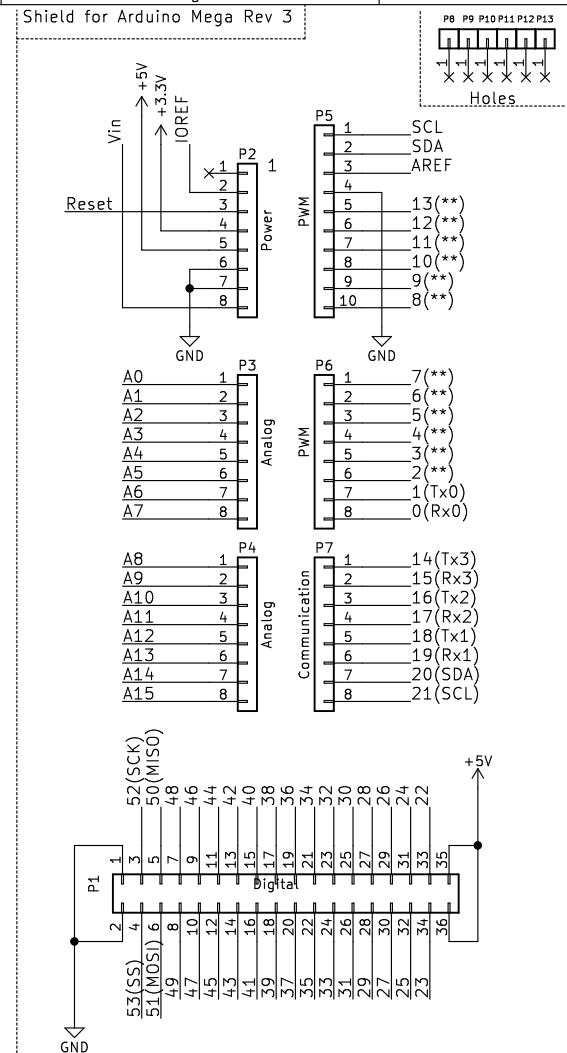 Shield for Arduino Mega Rev 3
P8 P9 P10 P11 P12 P13
1 1 1 1 1 1
Holes
+5V
+3.3V
Vin
IOREF
Reset
P2
1
1
2
3
4
5
6
7
8
Power
GND
P5
PWM
1 SCL
2 SDA
3 AREF
4
5 13(**)
6 12(**)
7 11(**)
8 10(**)
9 9(**)
10 8(**)
GND
P3
A0 1
A1 2
A2 3
A3 4
A4 5
A5 6
A6 7
A7 8
Analog
P6
PWM
1 7(**)
2 6(**)
3 5(**)
4 4(**)
5 3(**)
6 2(**)
7 1(Tx0)
8 0(Rx0)
P4
A8 1
A9 2
A10 3
A11 4
A12 5
A13 6
A14 7
A15 8
Analog
P7
Communication
1 14(Tx3)
2 15(Rx3)
3 16(Tx2)
4 17(Rx2)
5 18(Tx1)
6 19(Rx1)
7 20(SDA)
8 21(SCL)
52(SCK) 50(MISO) 48 46 44 42 40 38 36 34 32 30 28 26 24 22
+5V
1 3 5 7 9 11 13 15 17 19 21 23 25 27 29 31 33 35
P1
Digital
2 4 6 8 10 12 14 16 18 20 22 24 26 28 30 32 34 36
53(SS) 51(MOSI) 49 47 45 43 41 39 37 35 33 31 29 27 25 23
GND